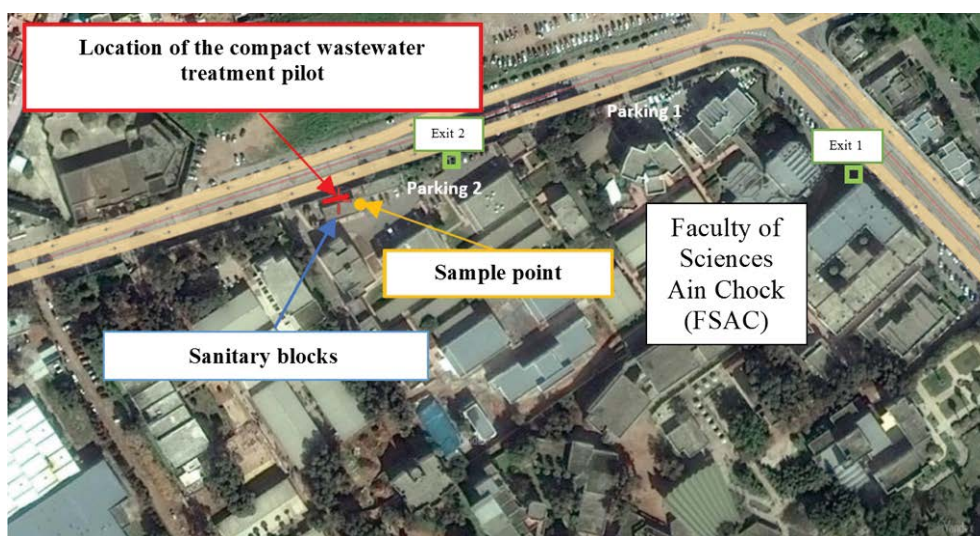 Location of the compact wastewater
treatment pilot
Parking 1
Exit 2
Exit 1
Parking 2
Faculty of
Sciences
Ain Chock
(FSAC)
Sample point
Sanitary blocks